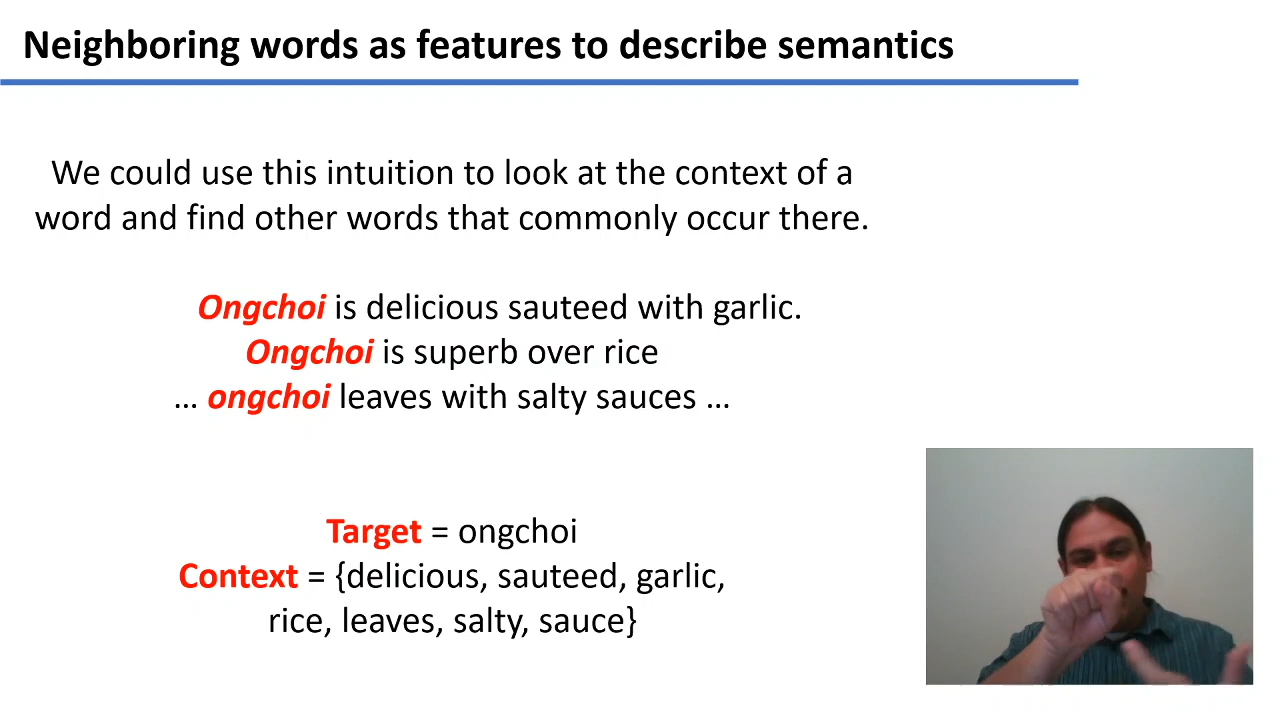 Neighboring words as features to describe semantics
We could use this intuition to look at the context of a
word and find other words that commonly occur there.
Ongchoi is delicious sauteed with garlic.
Ongchoi is superb over rice
… ongchoi leaves with salty sauces …
Target = ongchoi
Context = {delicious, sauteed, garlic,
rice, leaves, salty, sauce}